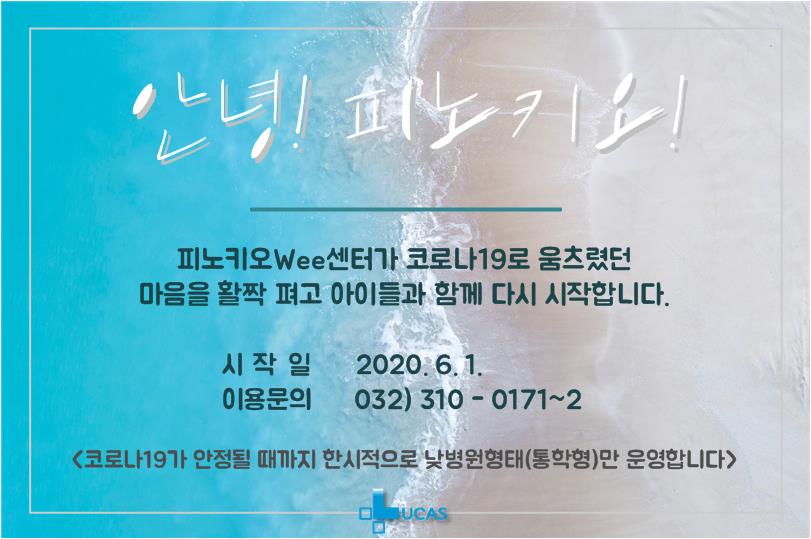 안녕! 피노키오!
피노키오Wee센터가 코로나19로 움츠렸던
마음을 활짝 펴고 아이들과 함께 다시 시작합니다.
시 작 일 2020. 6. 1.
이용문의 032) 310 - 0171~2
<코로나19가 안정될 때까지 한시적으로 낮병원형태(통학형)만 운영합니다>
LUCAS